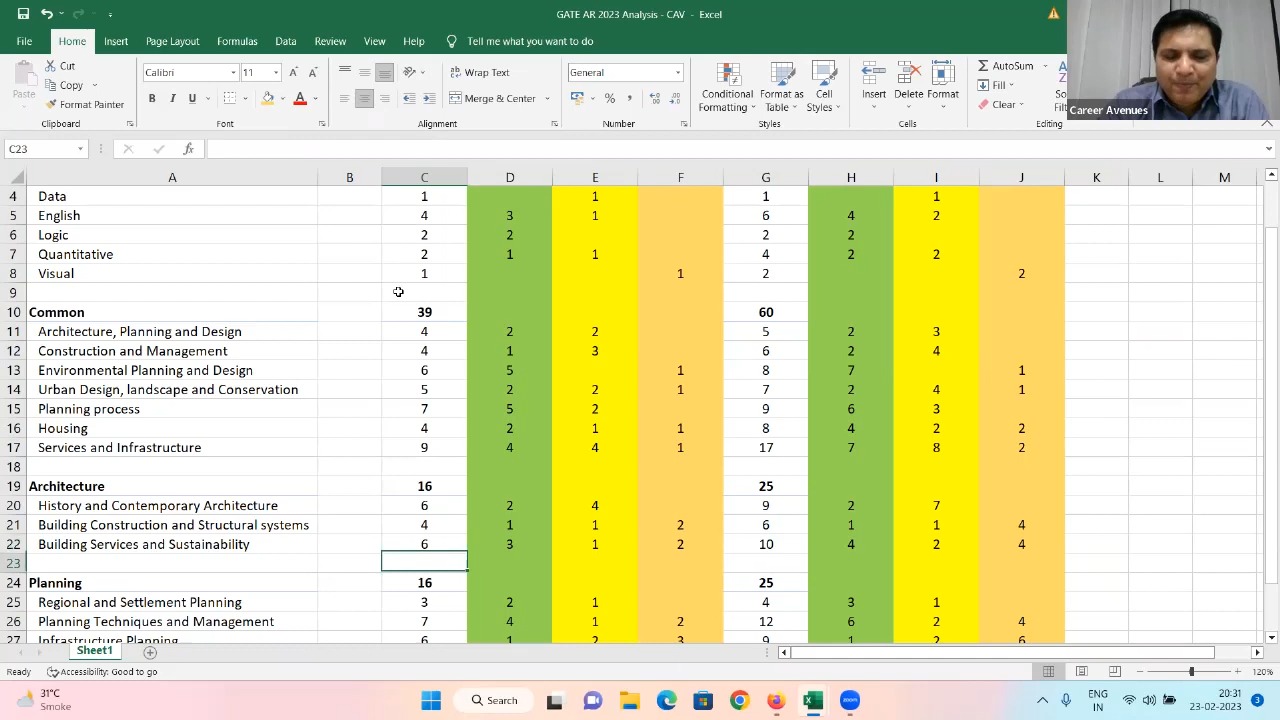 GATE AR 2023 Analysis - CAV - Excel
File Home Insert Page Layout Formulas Data Review View Help Tell me what you want to do
Cut
Copy
Format Painter
Clipboard
Calibri 11
B I U
Font
Wrap Text
Merge & Center
Alignment
General
Number
Conditional Formatting
Format as Table
Cell Styles
Styles
Insert Delete Format
Cells
AutoSum
Fill
Clear
Editing
Career Avenues
C23 fx
A B C D E F G H I J K L M
4 Data 1 1 1 1
5 English 4 3 1 6 4 2
6 Logic 2 2 2 2
7 Quantitative 2 1 1 4 2 2
8 Visual 1 1 2 2
9
10 Common 39 60
11 Architecture, Planning and Design 4 2 2 5 2 3
12 Construction and Management 4 1 3 6 2 4
13 Environmental Planning and Design 6 5 1 8 7 1
14 Urban Design, landscape and Conservation 5 2 2 1 7 2 4 1
15 Planning process 7 5 2 9 6 3
16 Housing 4 2 1 1 8 4 2 2
17 Services and Infrastructure 9 4 4 1 17 7 8 2
18
19 Architecture 16 25
20 History and Contemporary Architecture 6 2 4 9 2 7
21 Building Construction and Structural systems 4 1 1 2 6 1 1 4
22 Building Services and Sustainability 6 3 1 2 10 4 2 4
23
24 Planning 16 25
25 Regional and Settlement Planning 3 2 1 4 3 1
26 Planning Techniques and Management 7 4 1 2 12 6 2 4
27 Infrastructure Planning 6 1 2 3 9 1 2 6
Sheet1
Ready Accessibility: Good to go 120%
31°C
Smoke
Search
ENG
IN
20:31
23-02-2023
3